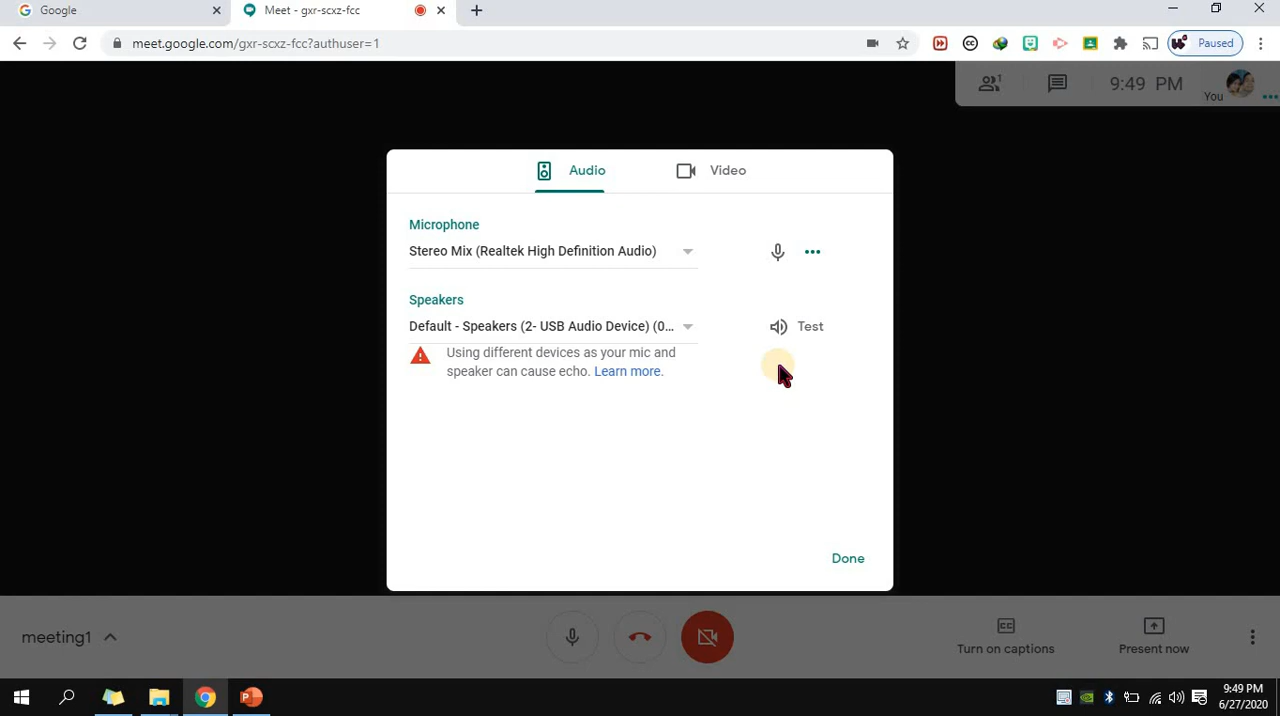 Google
Meet - gxr-scxz-fcc
meet.google.com/gxr-scxz-fcc?authuser=1
Paused
1
9:49 PM
You
Audio
Video
Microphone
Stereo Mix (Realtek High Definition Audio)
Speakers
Default - Speakers (2- USB Audio Device) (0...
Test
Using different devices as your mic and
speaker can cause echo. Learn more.
Done
meeting1
Turn on captions
Present now
9:49 PM
6/27/2020